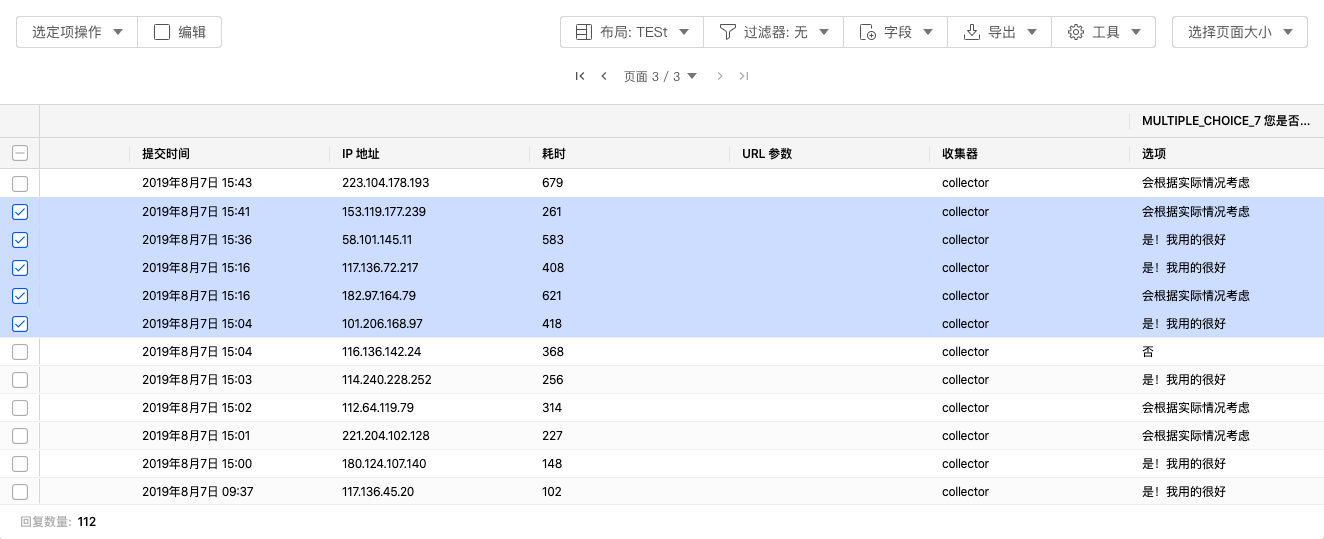 选定项操作 编辑 布局: TESt 过滤器: 无 字段 导出 工具 选择页面大小
页面 3 / 3
MULTIPLE_CHOICE_7 您是否...
提交时间 IP 地址 耗时 URL 参数 收集器 选项
2019年8月7日 15:43 223.104.178.193 679 collector 会根据实际情况考虑
2019年8月7日 15:41 153.119.177.239 261 collector 会根据实际情况考虑
2019年8月7日 15:36 58.101.145.11 583 collector 是！我用的很好
2019年8月7日 15:16 117.136.72.217 408 collector 是！我用的很好
2019年8月7日 15:16 182.97.164.79 621 collector 会根据实际情况考虑
2019年8月7日 15:04 101.206.168.97 418 collector 是！我用的很好
2019年8月7日 15:04 116.136.142.24 368 collector 否
2019年8月7日 15:03 114.240.228.252 256 collector 是！我用的很好
2019年8月7日 15:02 112.64.119.79 314 collector 会根据实际情况考虑
2019年8月7日 15:01 221.204.102.128 227 collector 会根据实际情况考虑
2019年8月7日 15:00 180.124.107.140 148 collector 是！我用的很好
2019年8月7日 09:37 117.136.45.20 102 collector 是！我用的很好
回复数量: 112